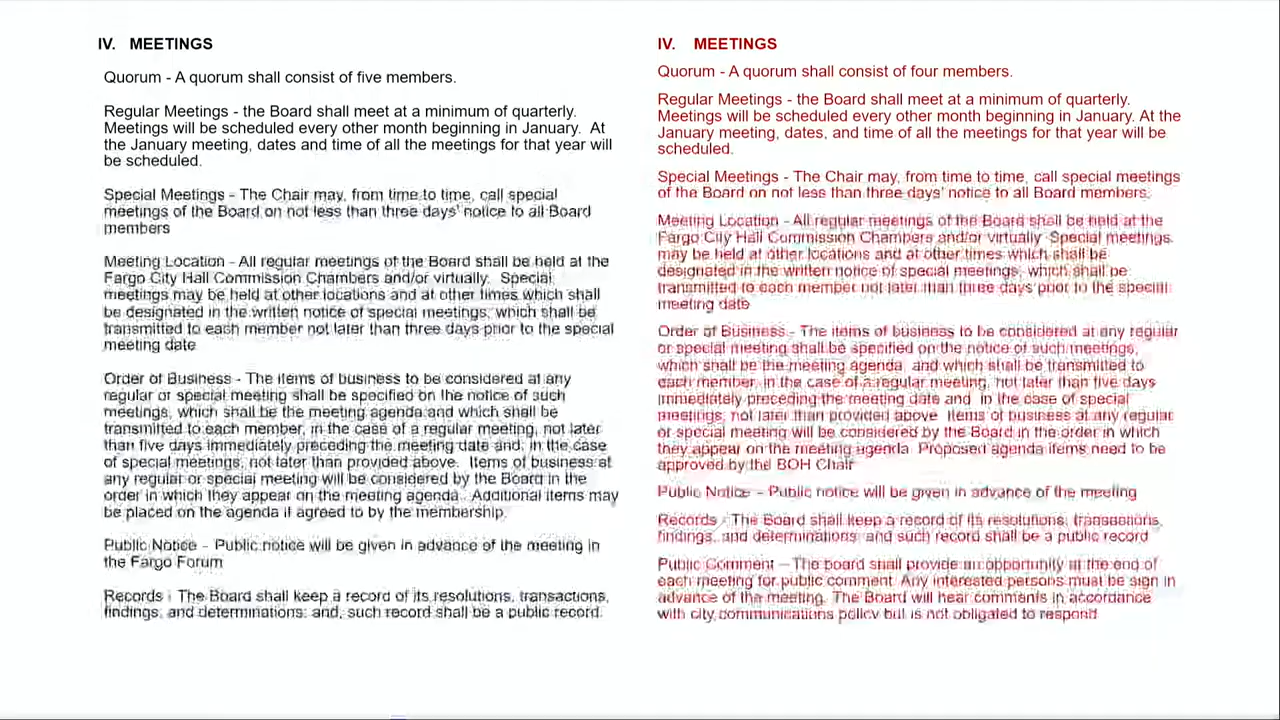 IV. MEETINGS
Quorum - A quorum shall consist of five members.
Regular Meetings - the Board shall meet at a minimum of quarterly.
Meetings will be scheduled every other month beginning in January. At
the January meeting, dates and time of all the meetings for that year will
be scheduled.
Special Meetings - The Chair may, from time to time, call special
meetings of the Board on not less than three days' notice to all Board
members
Meeting Location - All regular meetings of the Board shall be held at the
Fargo City Hall Commission Chambers and/or virtually. Special
meetings may be held at other locations and at other times which shall
be designated in the written notice of special meetings, which shall be
transmitted to each member not later than three days prior to the special
meeting date
Order of Business - The items of business to be considered at any
regular or special meeting shall be specified on the notice of such
meetings, which shall be the meeting agenda and which shall be
transmitted to each member, in the case of a regular meeting, not later
than five days immediately preceding the meeting date and, in the case
of special meetings, not later than provided above. Items of business at
any regular or special meeting will be considered by the Board in the
order in which they appear on the meeting agenda. Additional items may
be placed on the agenda if agreed to by the membership.
Public Notice - Public notice will be given in advance of the meeting in
the Fargo Forum
Records - The Board shall keep a record of its resolutions, transactions,
findings, and determinations; and, such record shall be a public record.
IV. MEETINGS
Quorum - A quorum shall consist of four members.
Regular Meetings - the Board shall meet at a minimum of quarterly.
Meetings will be scheduled every other month beginning in January. At the
January meeting, dates, and time of all the meetings for that year will be
scheduled.
Special Meetings - The Chair may, from time to time, call special meetings
of the Board on not less than three days' notice to all Board members.
Meeting Location - All regular meetings of the Board shall be held at the
Fargo City Hall Commission Chambers and/or virtually. Special meetings
may be held at other locations and at other times which shall be
designated in the written notice of special meetings, which shall be
transmitted to each member not later than three days prior to the special
meeting date
Order of Business - The items of business to be considered at any regular
or special meeting shall be specified on the notice of such meetings,
which shall be the meeting agenda, and which shall be transmitted to
each member, in the case of a regular meeting, not later than five days
immediately preceding the meeting date and, in the case of special
meetings, not later than provided above. Items of business at any regular
or special meeting will be considered by the Board in the order in which
they appear on the meeting agenda. Proposed agenda items need to be
approved by the BOH Chair
Public Notice - Public notice will be given in advance of the meeting
Records - The Board shall keep a record of its resolutions, transactions,
findings, and determinations; and such record shall be a public record
Public Comment – The board shall provide an opportunity at the end of
each meeting for public comment. Any interested persons must be sign in
advance of the meeting. The Board will hear comments in accordance
with city communications policy but is not obligated to respond